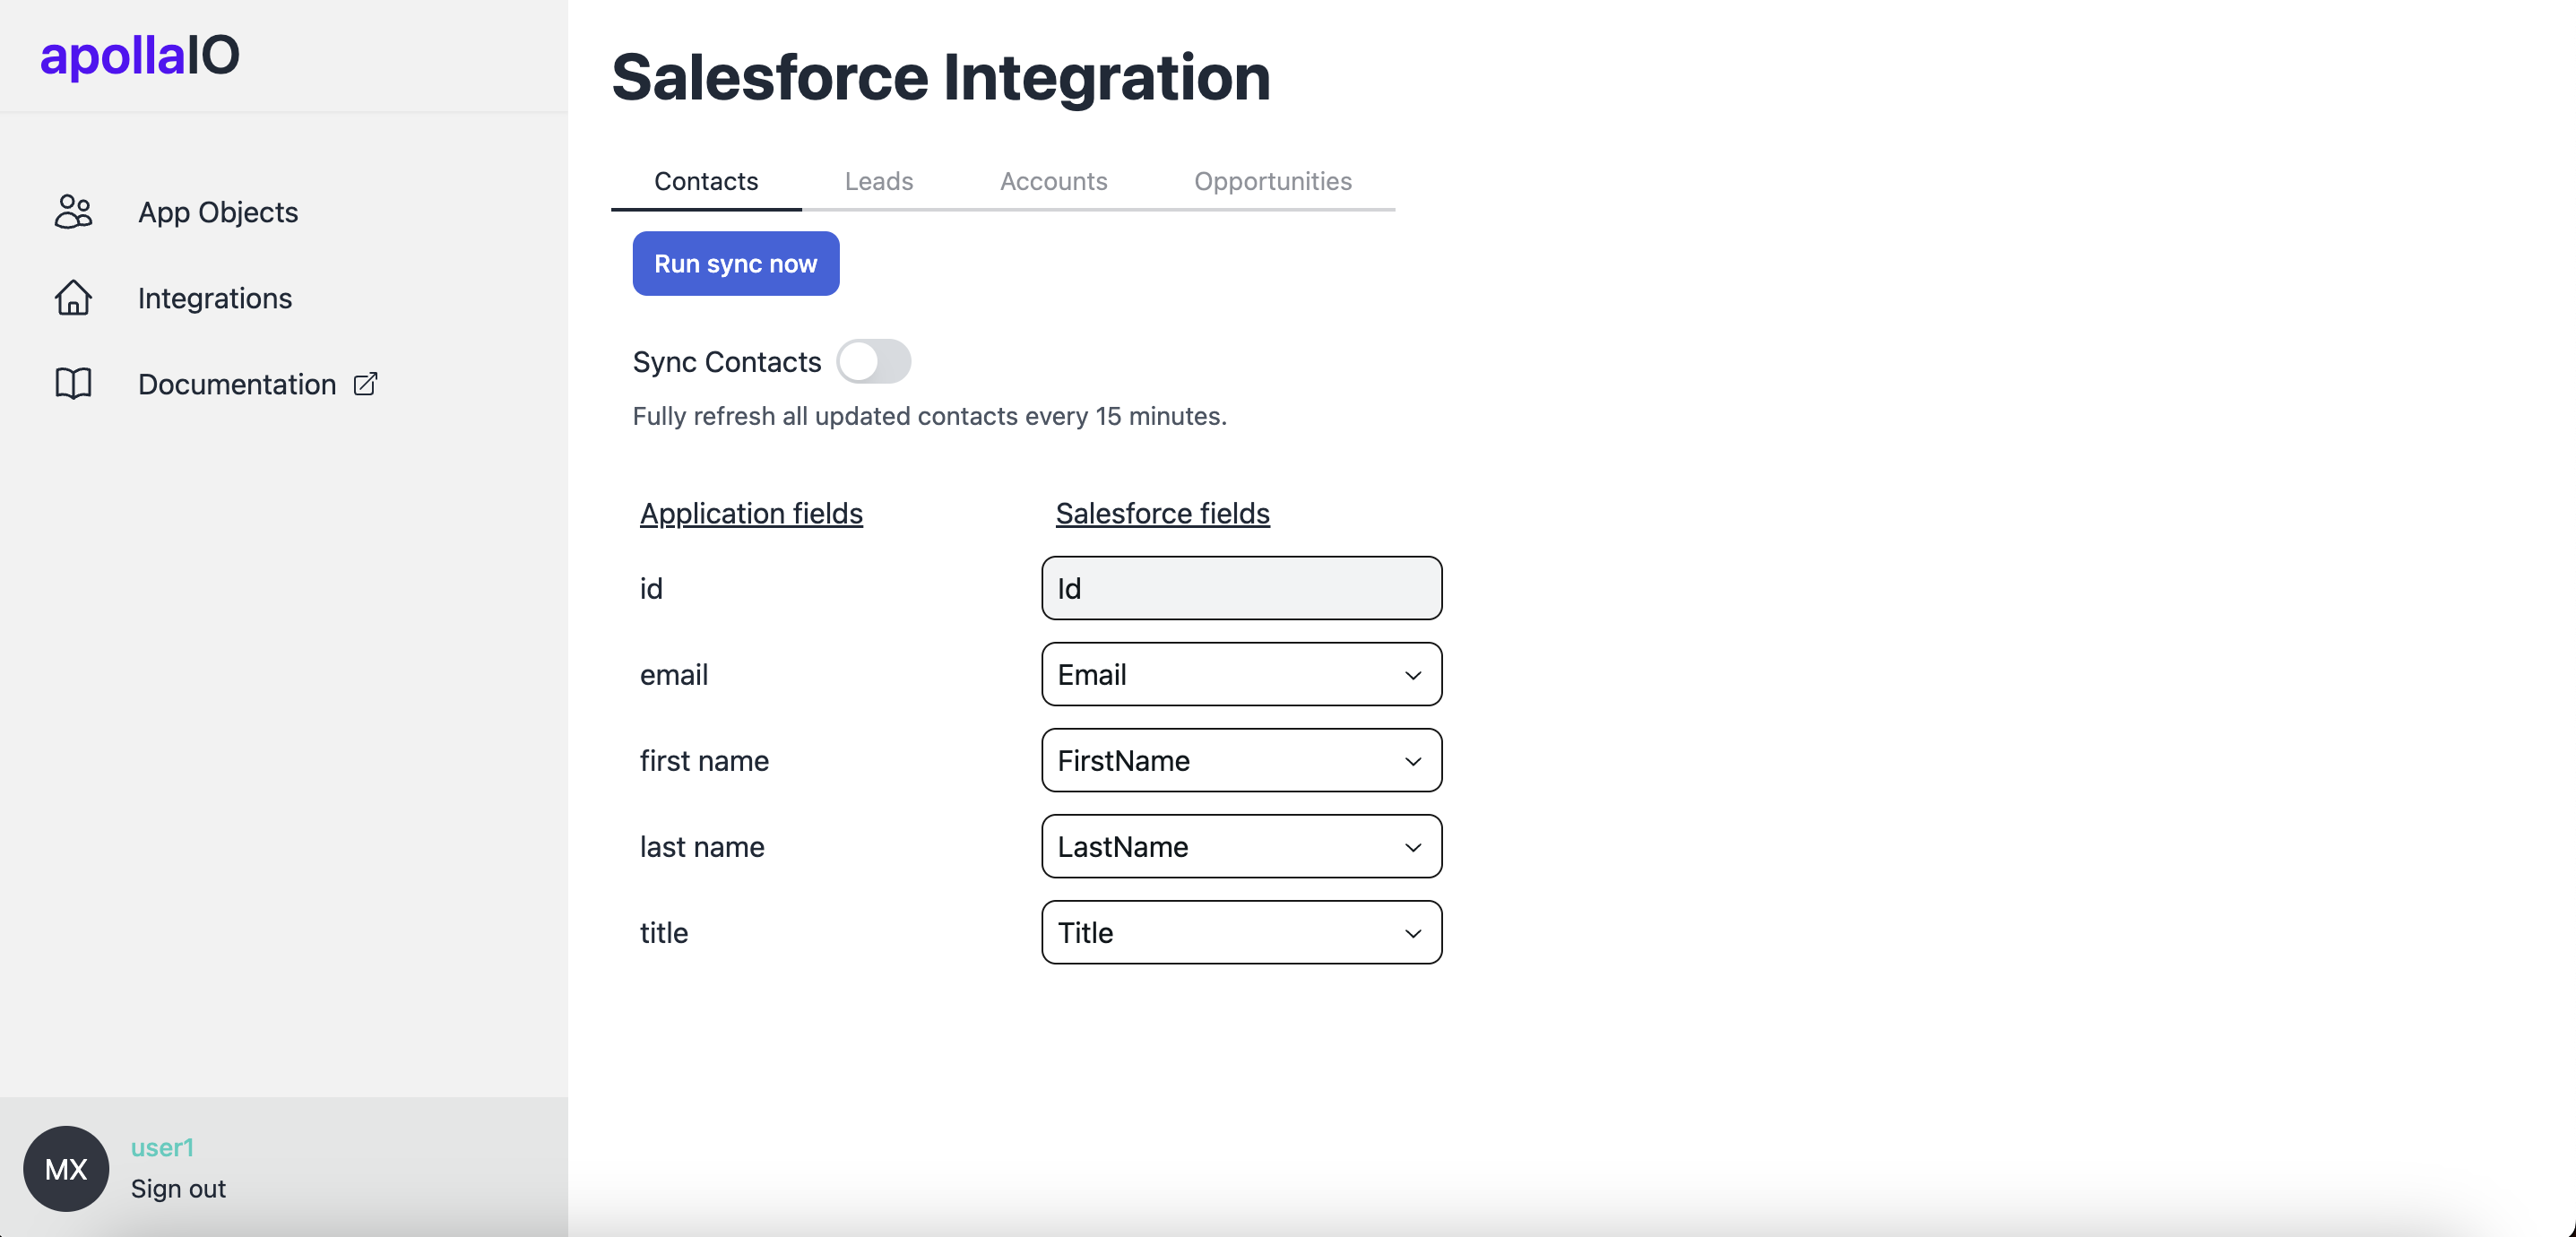 apollaIO
App Objects
Integrations
Documentation
MX
user1
Sign out
Salesforce Integration
Contacts Leads Accounts Opportunities
Run sync now
Sync Contacts
Fully refresh all updated contacts every 15 minutes.
Application fields Salesforce fields
id Id
email Email
first name FirstName
last name LastName
title Title